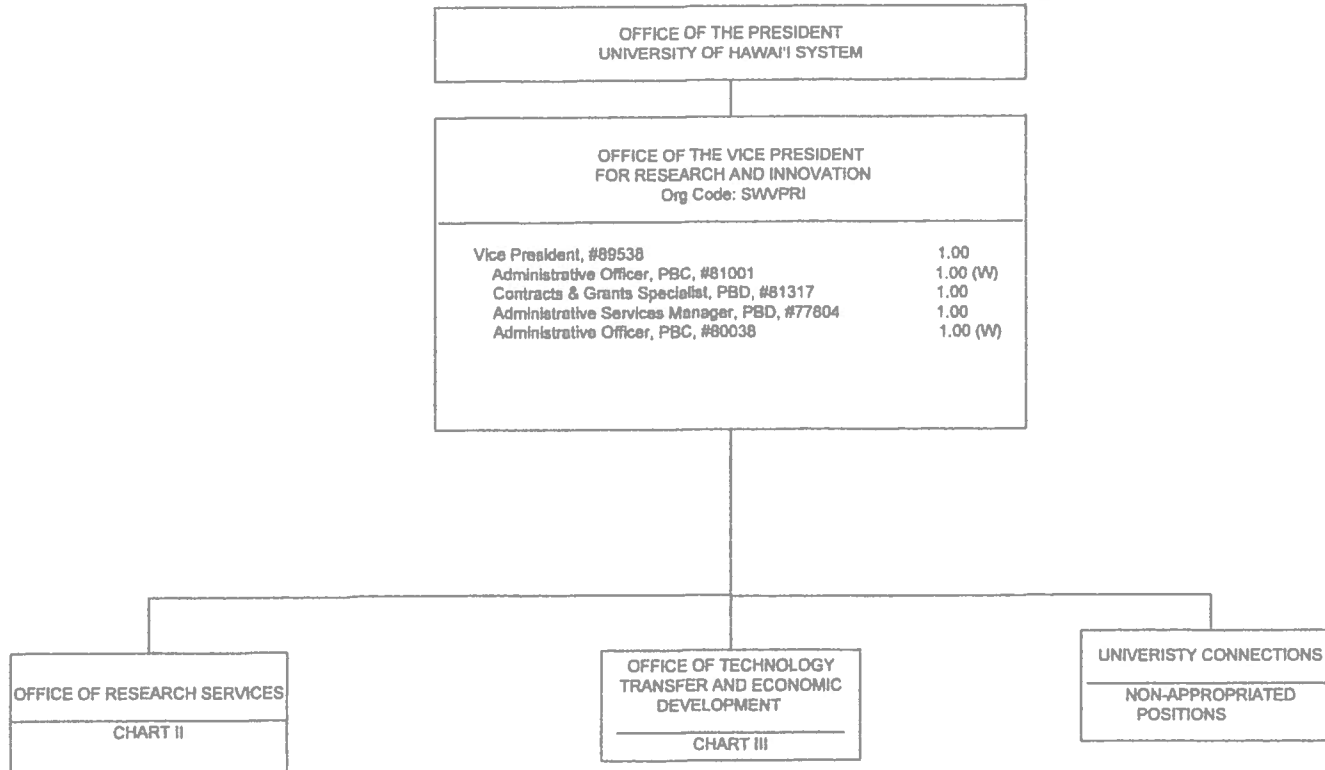 OFFICE OF THE PRESIDENT
UNIVERSITY OF HAWAI'I SYSTEM
OFFICE OF THE VICE PRESIDENT
FOR RESEARCH AND INNOVATION
Org Code: SWVPRI
Vice President, #89538 1.00
Administrative Officer, PBC, #81001 1.00 (W)
Contracts & Grants Specialist, PBD, #81317 1.00
Administrative Services Manager, PBD, #77804 1.00
Administrative Officer, PBC, #80038 1.00 (W)
OFFICE OF RESEARCH SERVICES
CHART II
OFFICE OF TECHNOLOGY
TRANSFER AND ECONOMIC
DEVELOPMENT
CHART III
UNIVERISTY CONNECTIONS
NON-APPROPRIATED
POSITIONS